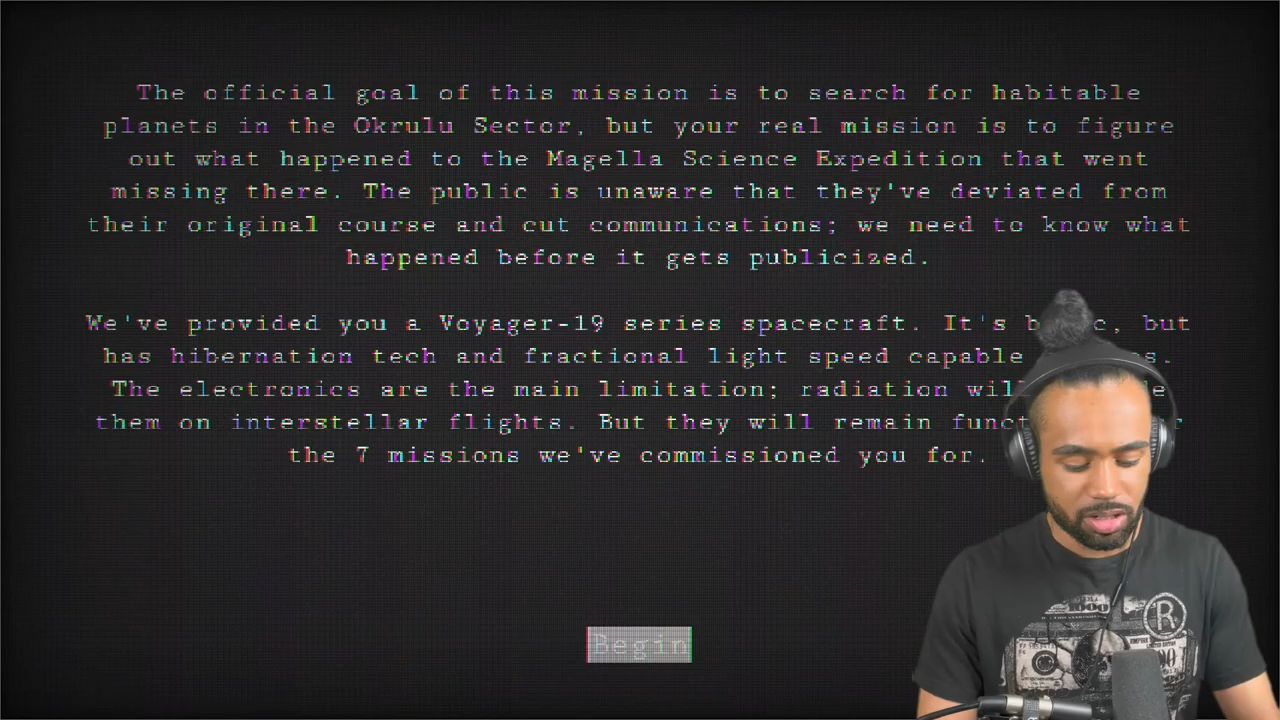 The official goal of this mission is to search for habitable
planets in the Okrulu Sector, but your real mission is to figure
out what happened to the Magella Science Expedition that went
missing there. The public is unaware that they've deviated from
their original course and cut communications; we need to know what
happened before it gets publicized.
We've provided you a Voyager-19 series spacecraft. It's but
has hibernation tech and fractional light speed capable
The electronics are the main limitation; radiation will
them on interstellar flights. But they will remain
the 7 missions we've commissioned you for.
Begin
1000
R